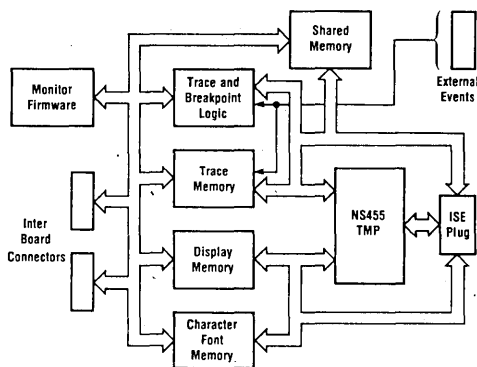 Shared
Memory
Monitor
Firmware
Trace and
Breakpoint
Logic
External
Events
Trace
Memory
Inter
Board
Connectors
NS455
TMP
ISE
Plug
Display
Memory
Character
Font
Memory